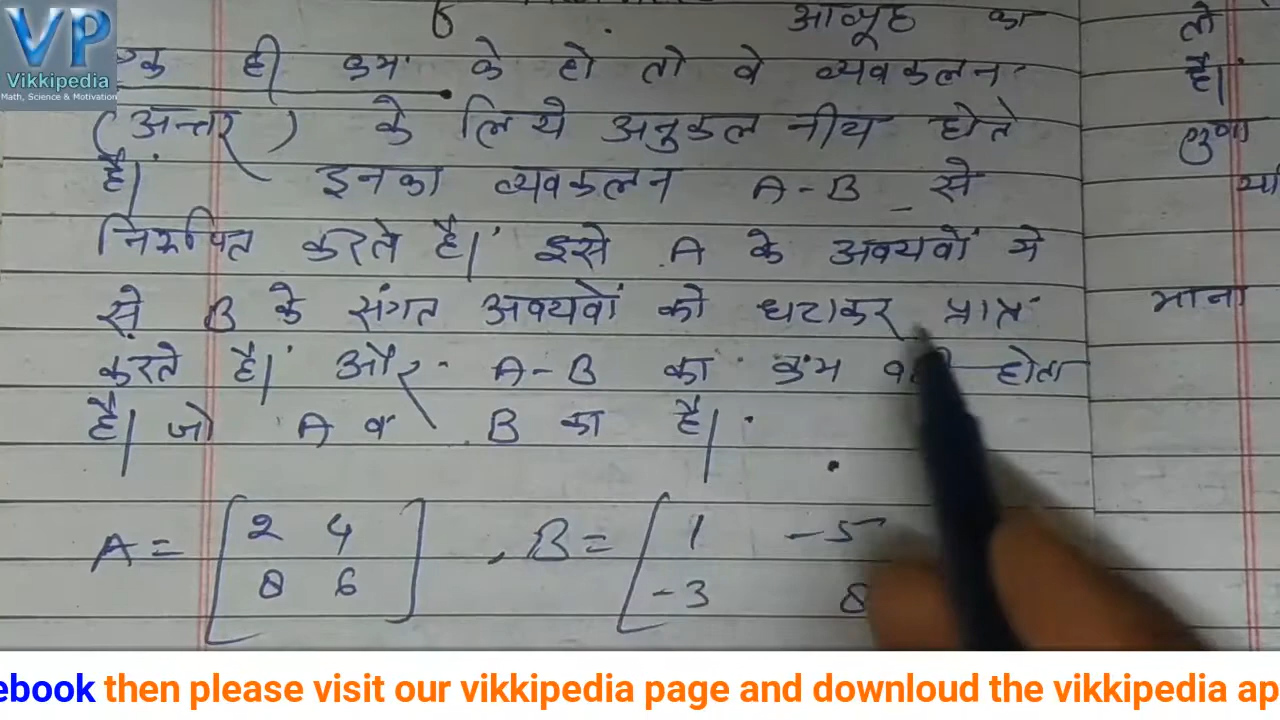 VP
Vikkipedia
Math, Science & Motivation
आव्यूह का
एक ही क्रम के हो तो वे व्यवकलन
(अन्तर) के लिये अनुकलनीय होते
है। इनका व्यवकलन A-B से
निरूपित करते है। इसे A के अवयवों मे
से B के संगत अवयवों को घटाकर प्राप्त
करते है। और A-B का क्रम वही होता
है। जो A व B का है।
A = [ 2 4
8 6 ] , B = [ 1 -5
-3 8
तो
है।
गुणा
माना
ebook then please visit our vikkipedia page and downloud the vikkipedia ap